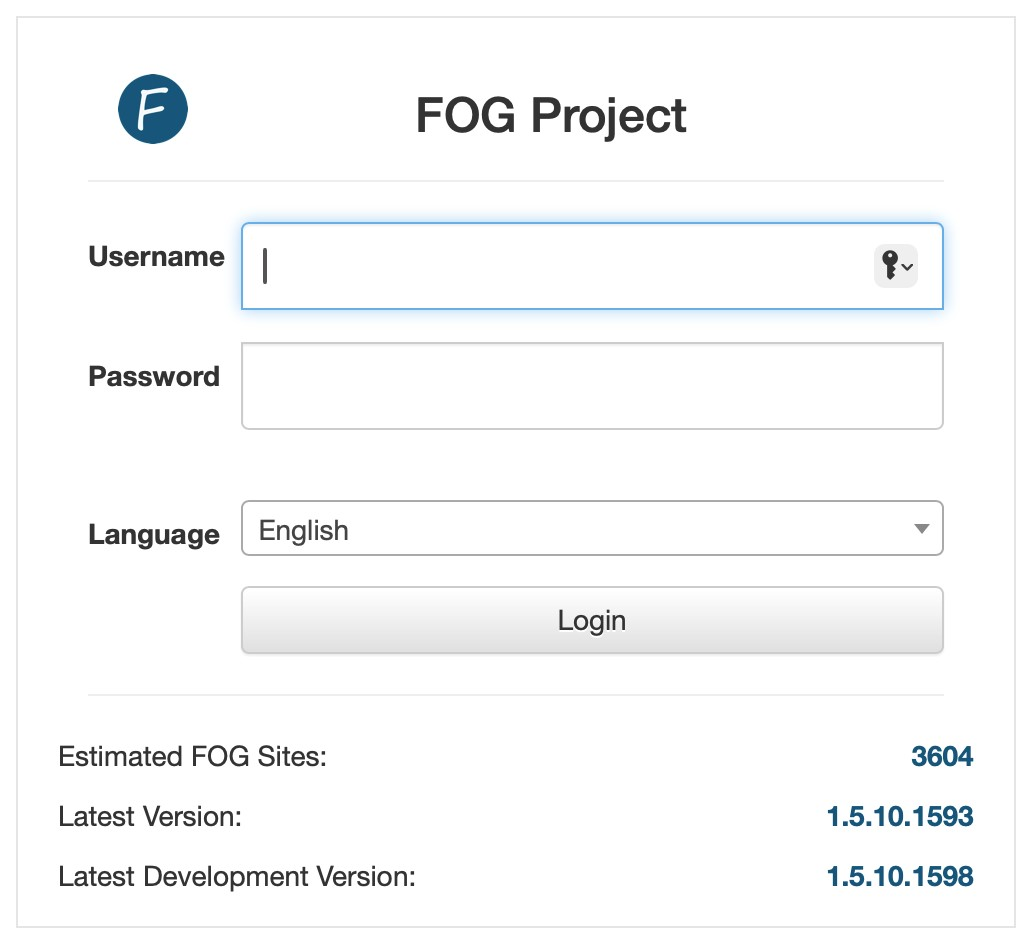 F
FOG Project
Username
Password
Language English
Login
Estimated FOG Sites: 3604
Latest Version: 1.5.10.1593
Latest Development Version: 1.5.10.1598